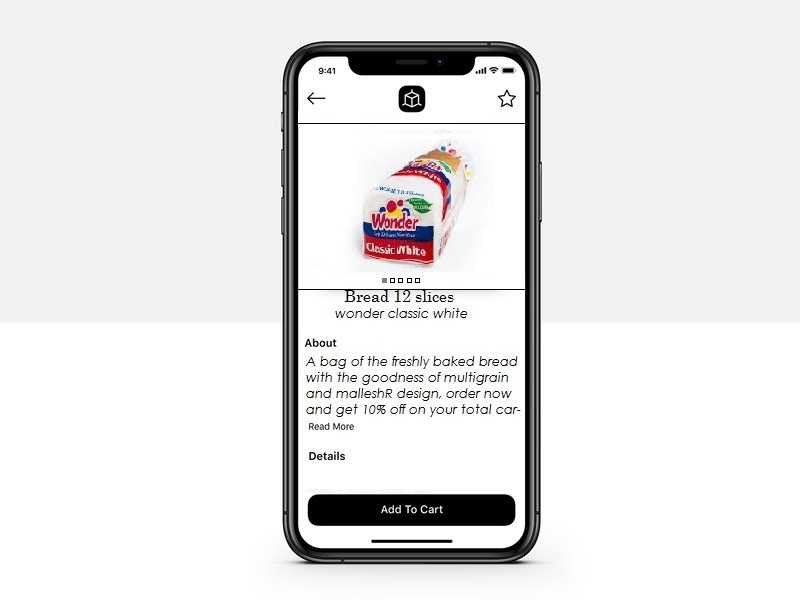 9:41
Wonder
Classic White
Bread 12 slices
wonder classic white
About
A bag of the freshly baked bread
with the goodness of multigrain
and malleshR design, order now
and get 10% off on your total car-
Read More
Details
Add To Cart